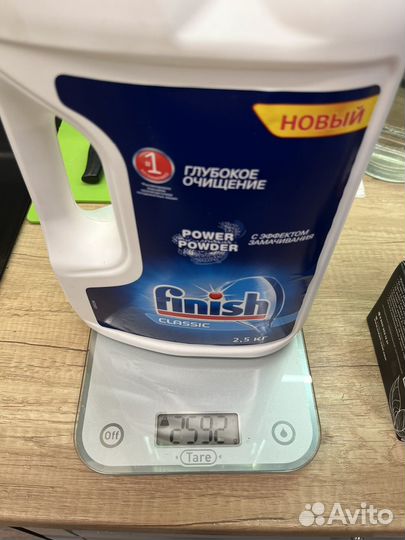 НОВЫЙ
№1
ГЛУБОКОЕ
ОЧИЩЕНИЕ
POWER
POWDER
С ЭФФЕКТОМ
ЗАМАЧИВАНИЯ
finish
CLASSIC
2,5 КГ
Off
2592
Tare
Avito